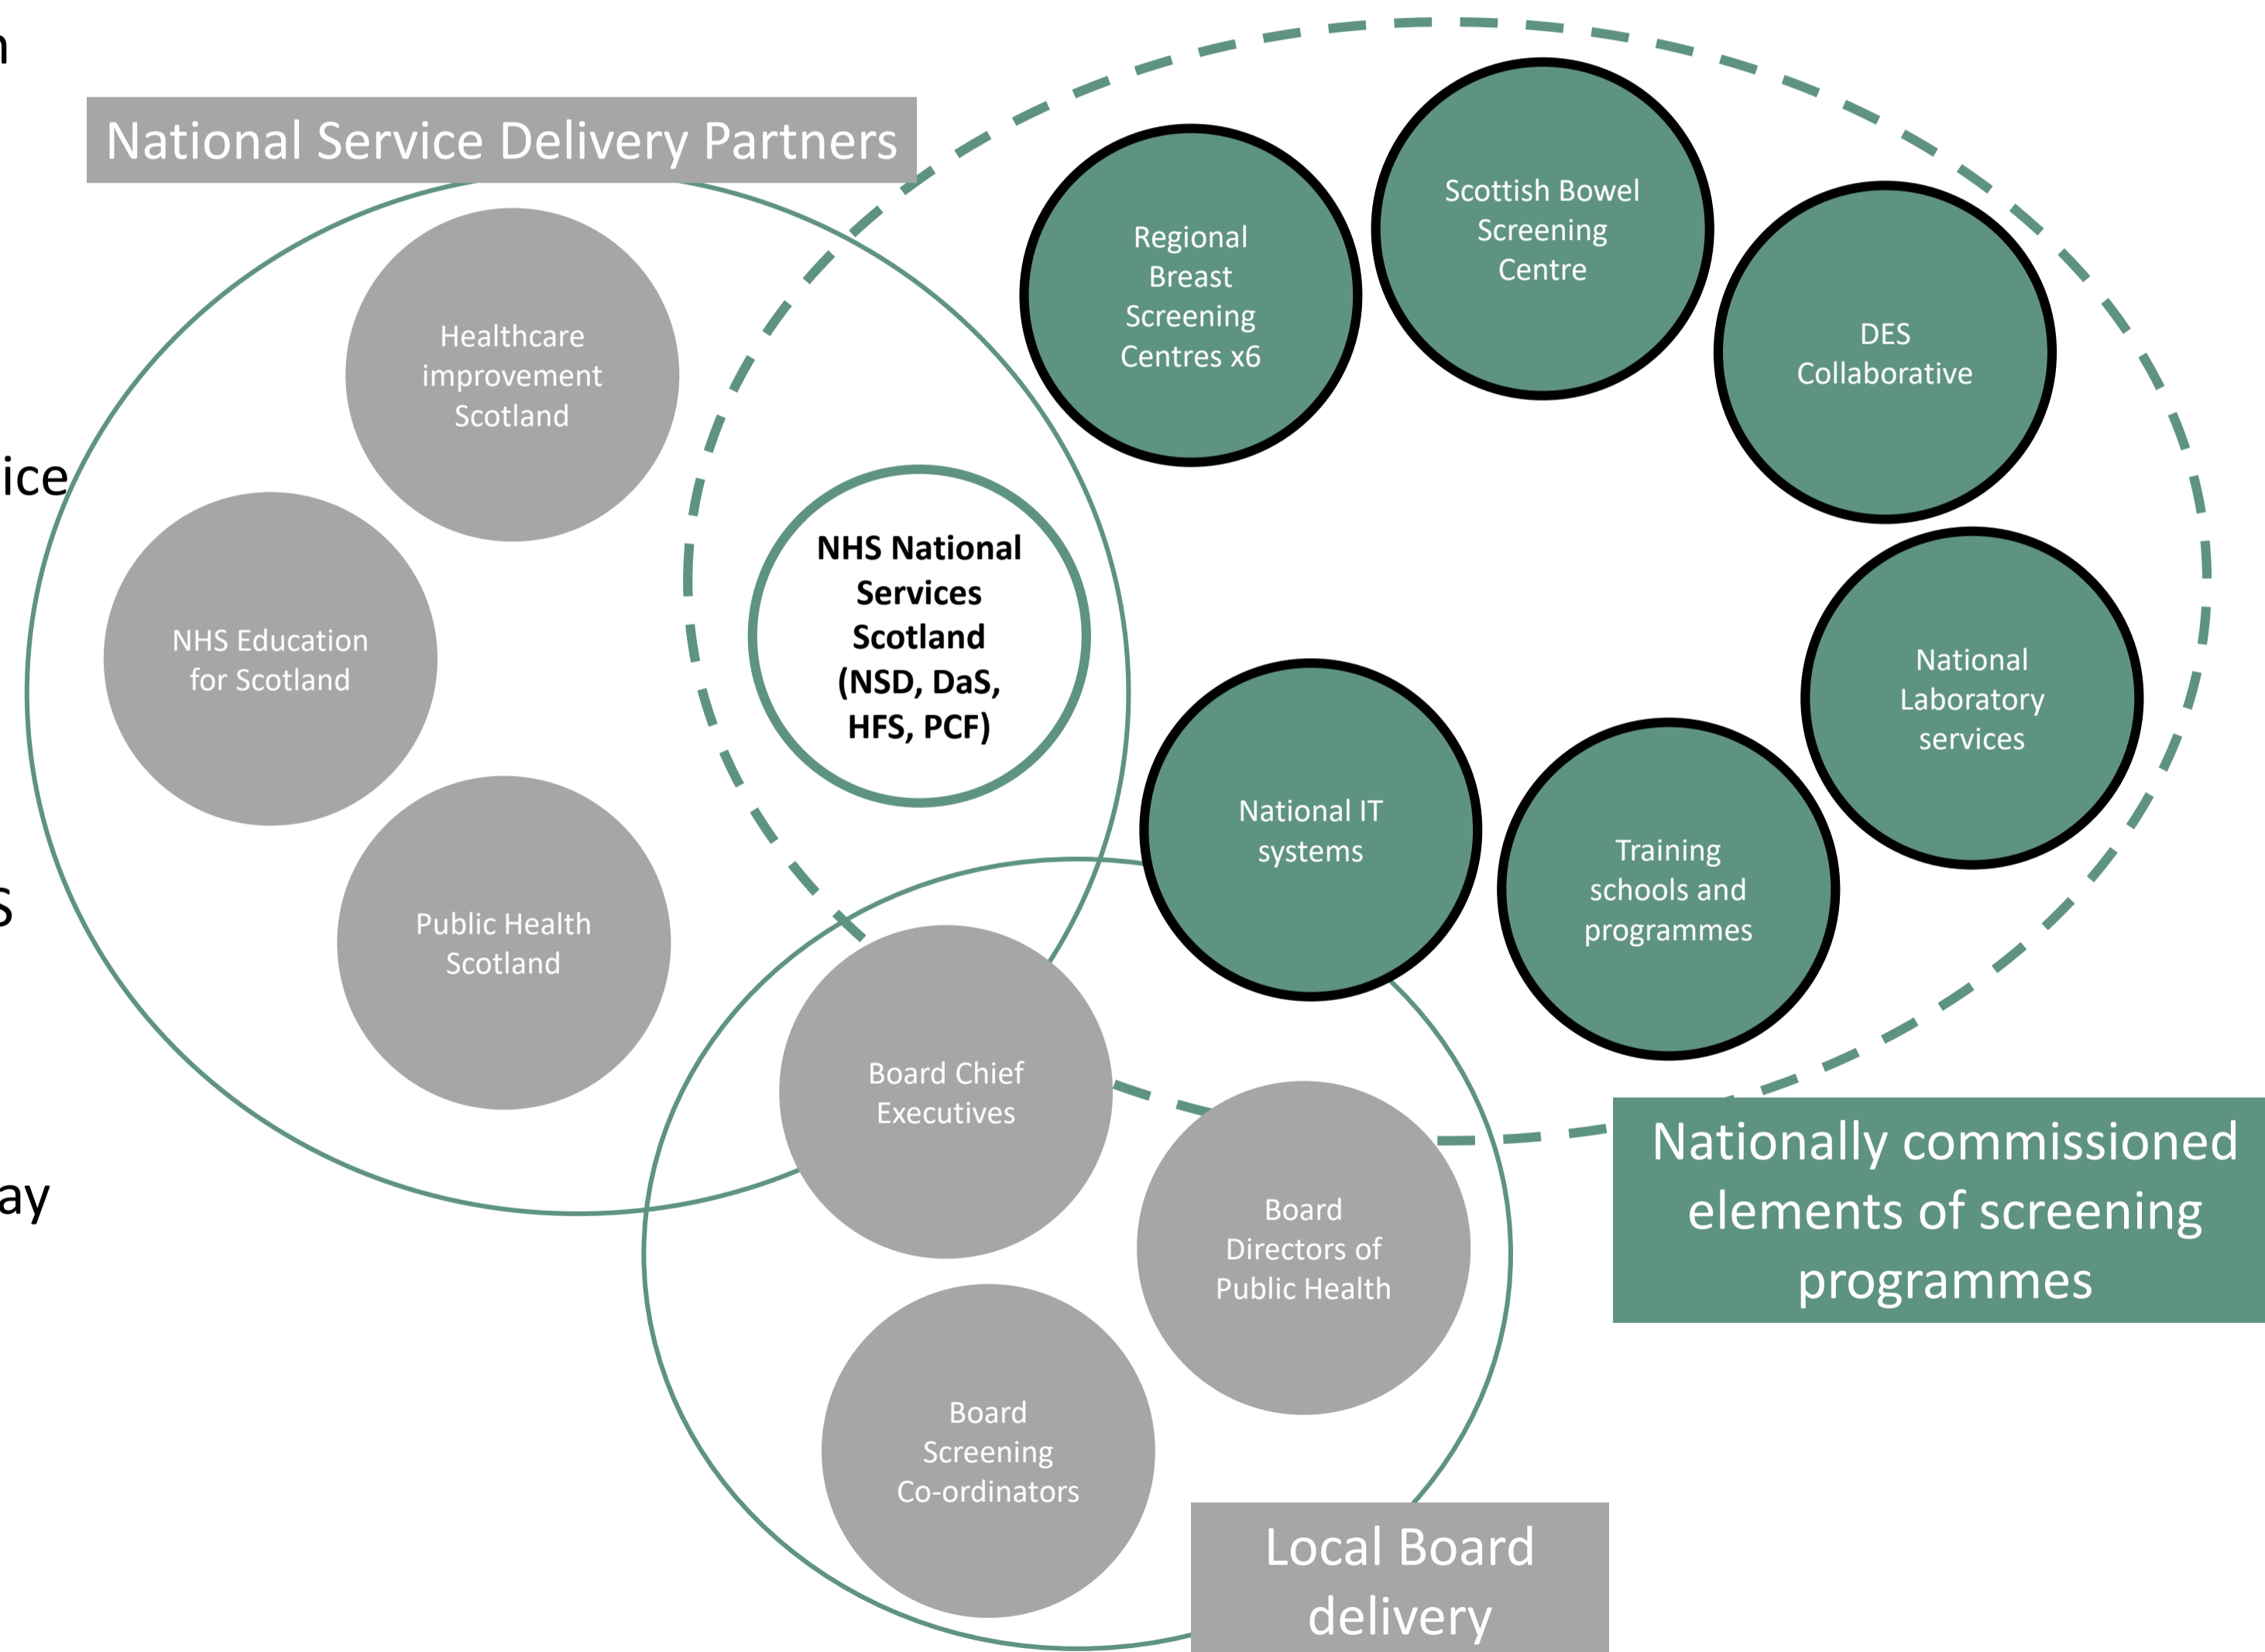 National Service Delivery Partners
Healthcare
improvement
Scotland
NHS Education
for Scotland
Public Health
Scotland
NHS National
Services
Scotland
(NSD, DaS,
HFS, PCF)
Regional
Breast
Screening
Centres x6
Scottish Bowel
Screening
Centre
DES
Collaborative
National
Laboratory
services
Training
schools and
programmes
National IT
systems
Board Chief
Executives
Board
Directors of
Public Health
Board
Screening
Co-ordinators
Nationally commissioned
elements of screening
programmes
Local Board
delivery